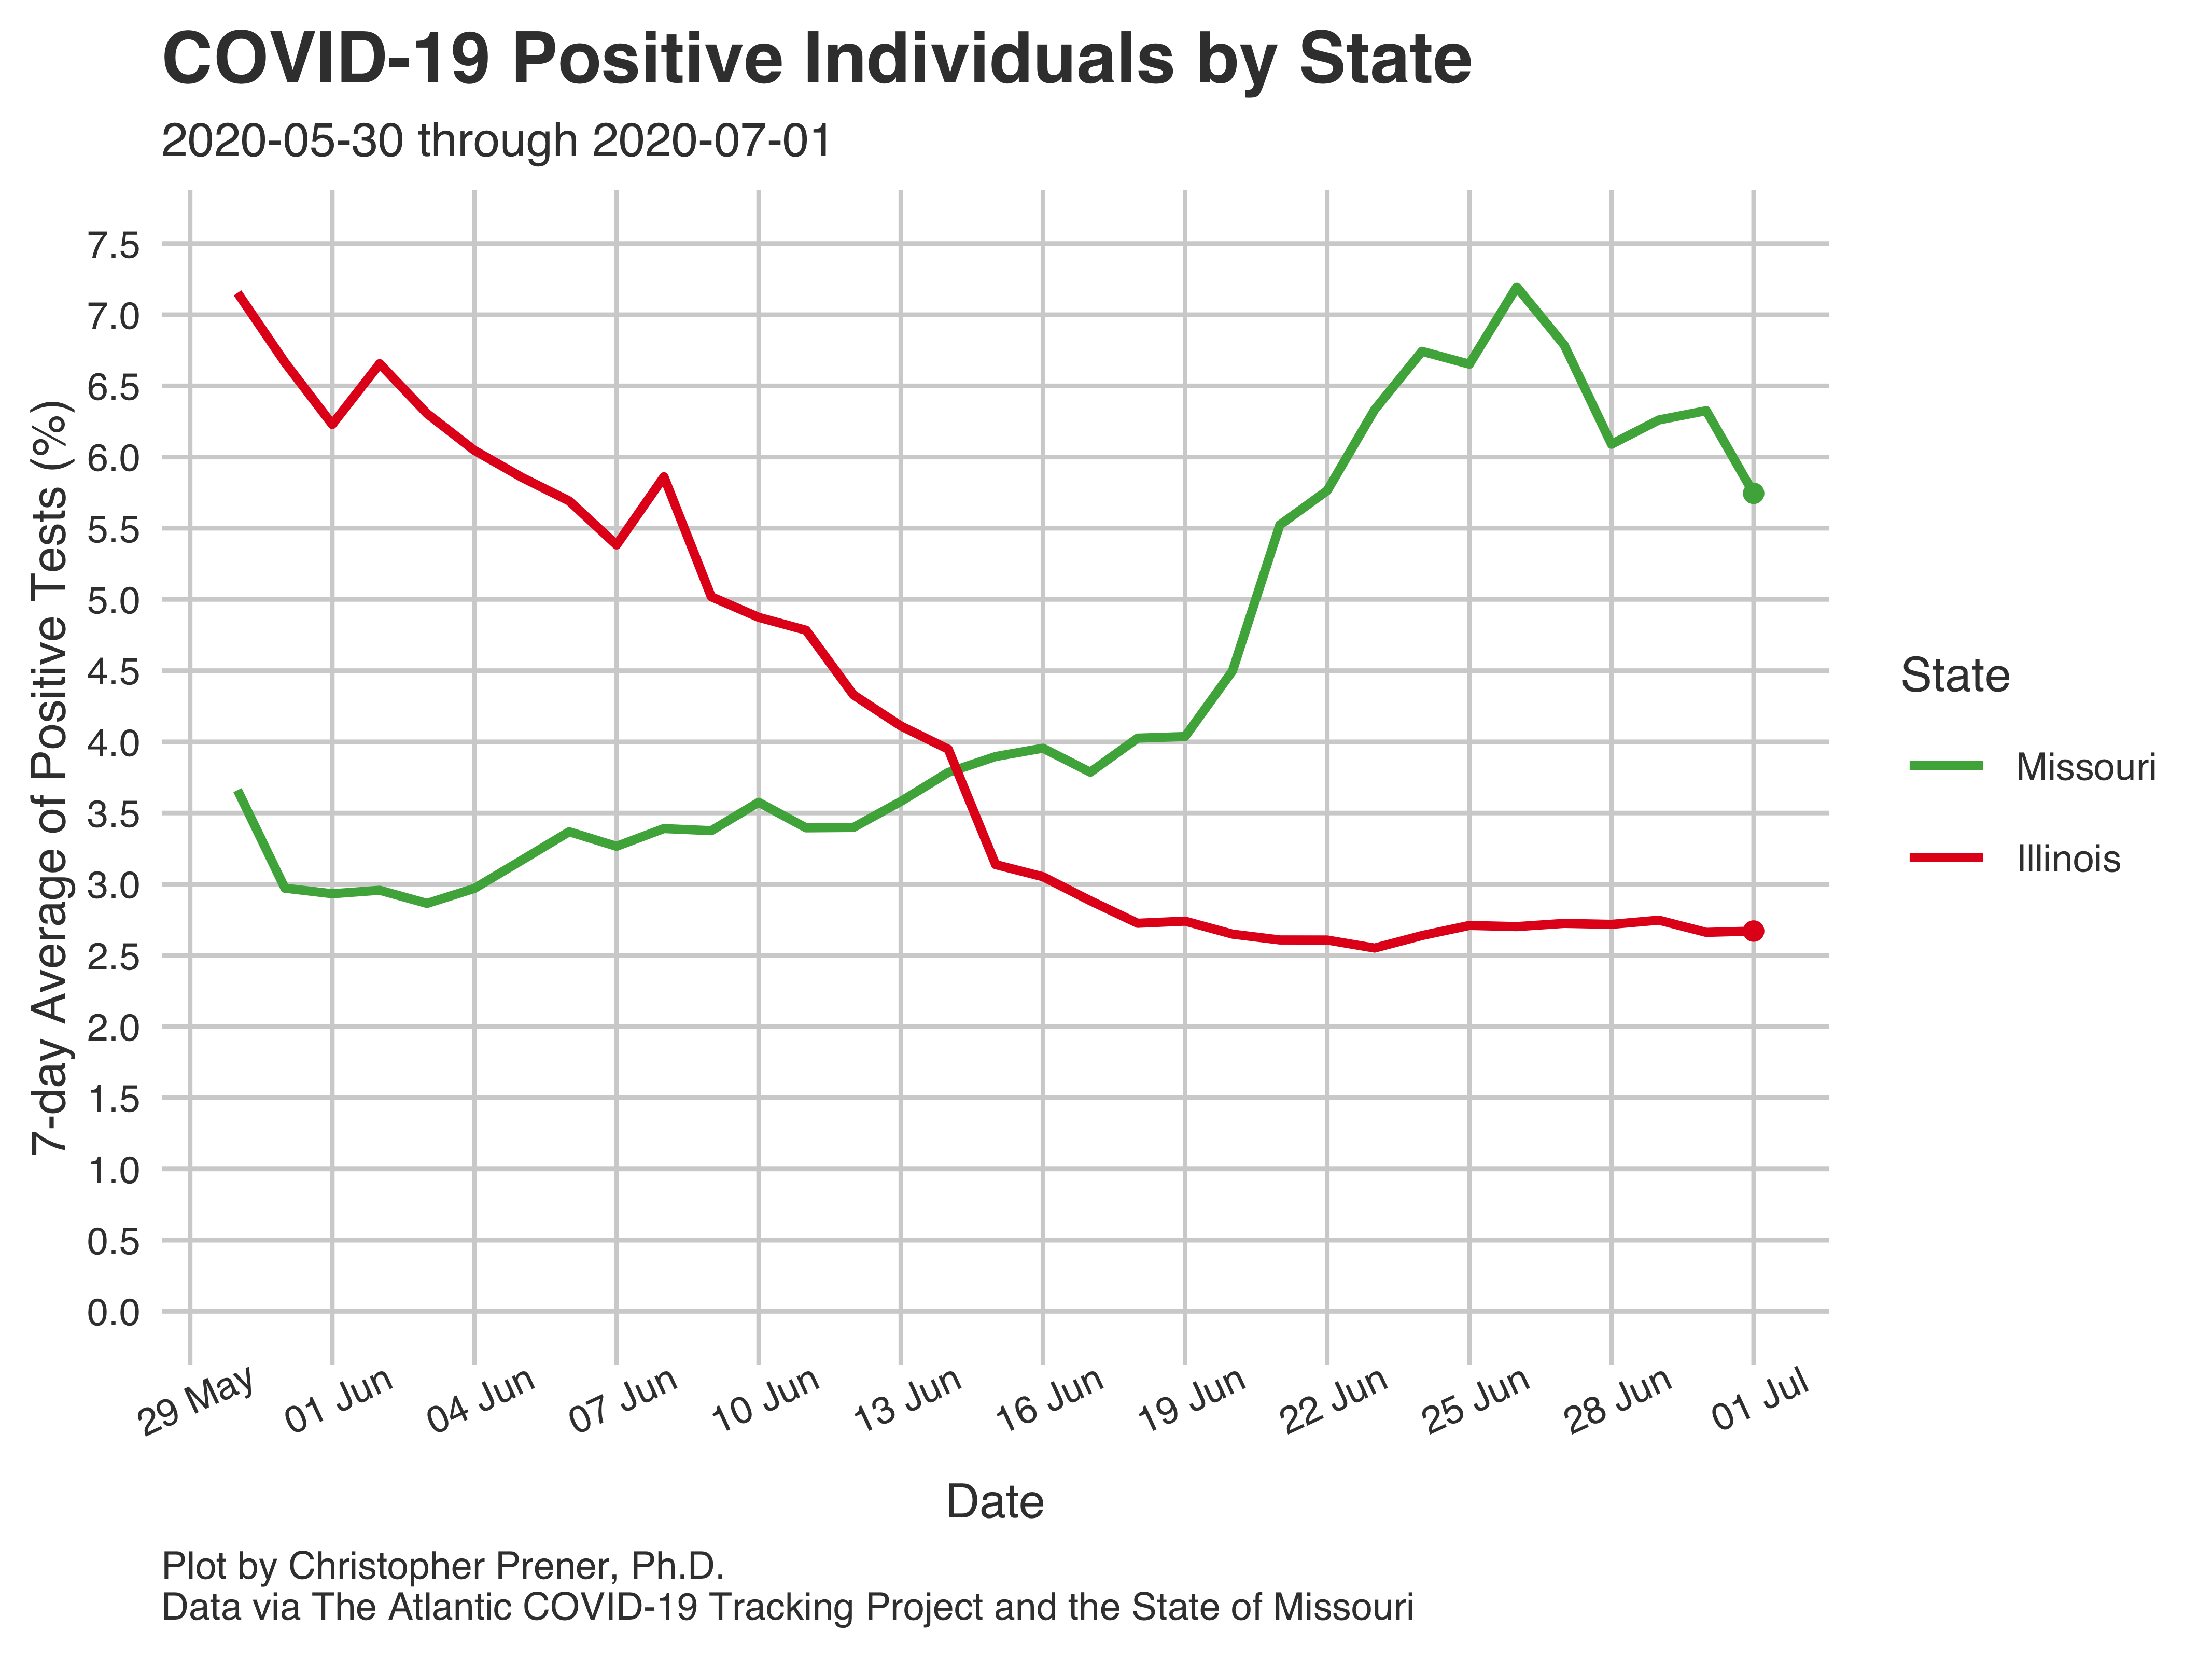 COVID-19 Positive Individuals by State
2020-05-30 through 2020-07-01
7-day Average of Positive Tests (%)
7.5
7.0
6.5
6.0
5.5
5.0
4.5
4.0
3.5
3.0
2.5
2.0
1.5
1.0
0.5
0.0
29 May
01 Jun
04 Jun
07 Jun
10 Jun
13 Jun
16 Jun
19 Jun
22 Jun
25 Jun
28 Jun
01 Jul
Date
State
Missouri
Illinois
Plot by Christopher Prener, Ph.D.
Data via The Atlantic COVID-19 Tracking Project and the State of Missouri